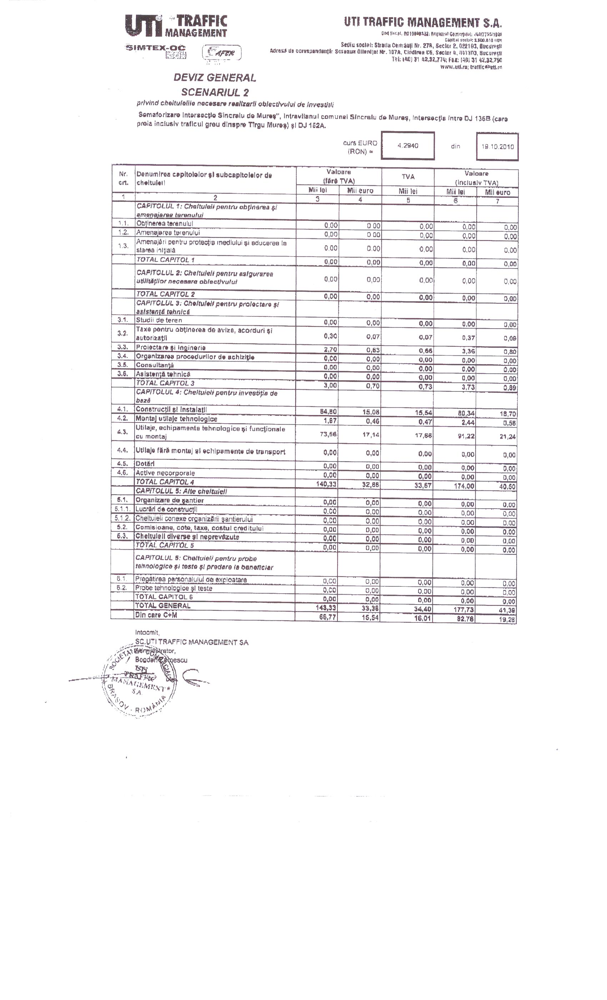 UTI TRAFFIC MANAGEMENT
SIMTEX-OC
AFER
UTI TRAFFIC MANAGEMENT S.A.
Capital social:
Sediu social: Strada Cernăuți Nr. 27B, Sector 2, 022183, București
Adresă de corespondență: Soseaua Olteniței Nr. 107A, Clădirea C6, Sector 4, 041303, București
Tel: (40) 31 42.32.774; Fax: (40) 31 42.32.750
www.uti.ro; traffic@uti.ro
DEVIZ GENERAL
SCENARIUL 2
privind cheltuielile necesare realizarii obiectivului de investitii
Semaforizare Intersecție Sîncraiu de Mureș", intravilanul comunei Sîncraiu de Mureș, intersecția între DJ 136B (care
preia inclusiv traficul greu dinspre Tîrgu Mureș) și DJ 152A.
curs EURO (RON) = 4.2940 din 19.10.2010
Nr. crt. Denumirea capitolelor și subcapitolelor de cheltuieli Valoare (fără TVA) TVA Valoare (inclusiv TVA)
Mii lei Mii euro Mii lei Mii lei Mii euro
1 2 3 4 5 6 7
CAPITOLUL 1: Cheltuieli pentru obținerea și
amenajarea terenului
1.1. Obținerea terenului 0,00 0 00 0,00 0,00 0,00
1.2. Amenajarea terenului 0,00 0 00 0,00 0,00 0,00
1.3. Amenajări pentru protecția mediului și aducerea la
starea inițială 0.00 0.00 0,00 0,00 0,00
TOTAL CAPITOL 1 0,00 0,00 0,00 0,00 0,00
CAPITOLUL 2: Cheltuieli pentru asigurarea
utilităților necesare obiectivului 0,00 0,00 0,00 0,00 0,00
TOTAL CAPITOL 2 0,00 0,00 0,00 0,00 0,00
CAPITOLUL 3: Cheltuieli pentru proiectare și
asistență tehnică
3.1. Studii de teren 0,00 0,00 0,00 0,00 0,00
3.2. Taxe pentru obținerea de avize, acorduri și
autorizații 0,30 0,07 0,07 0,37 0,09
3.3. Proiectare și inginerie 2,70 0,63 0,66 3,36 0,80
3.4. Organizarea procedurilor de achiziție 0,00 0,00 0,00 0,00 0,00
3.5. Consultanță 0,00 0,00 0,00 0,00 0,00
3.6. Asistență tehnică 0,00 0,00 0,00 0,00 0,00
TOTAL CAPITOL 3 3,00 0,70 0,73 3,73 0,89
CAPITOLUL 4: Cheltuieli pentru investiția de
bază
4.1. Construcții și instalații 64,80 15,08 15,54 80,34 18,70
4.2. Montaj utilaje tehnologice 1,97 0,46 0,47 2,44 0,56
4.3. Utilaje, echipamente tehnologice și funcționale
cu montaj 73,56 17,14 17,66 91,22 21,24
4.4. Utilaje fără montaj și echipamente de transport 0,00 0,00 0,00 0,00 0,00
4.5. Dotări 0,00 0,00 0,00 0,00 0,00
4.6. Active necorporale 0,00 0,00 0,00 0,00 0,00
TOTAL CAPITOL 4 140,33 32,68 33,67 174,00 40,50
CAPITOLUL 5: Alte cheltuieli
5.1. Organizare de șantier 0,00 0,00 0,00 0,00 0,00
5.1.1. Lucrări de construcții 0,00 0,00 0,00 0,00 0,00
5.1.2. Cheltuieli conexe organizării șantierului 0,00 0,00 0,00 0,00 0,00
5.2. Comisioane, cote, taxe, costul creditului 0,00 0,00 0,00 0,00 0,00
5.3. Cheltuieli diverse și neprevăzute 0,00 0,00 0,00 0,00 0,00
TOTAL CAPITOL 5 0,00 0,00 0,00 0,00 0,00
CAPITOLUL 6: Cheltuieli pentru probe
tehnologice și teste și predare la beneficiar
6.1. Pregătirea personalului de exploatare 0,00 0,00 0,00 0,00 0,00
6.2. Probe tehnologice și teste 0,00 0,00 0,00 0,00 0,00
TOTAL CAPITOL 6 0,00 0,00 0,00 0,00 0,00
TOTAL GENERAL 143,33 33,38 34,40 177,73 41,39
Din care C+M 66,77 15,54 16,01 82,78 19,26
Intocmit,
SC UTI TRAFFIC MANAGEMENT SA
Administrator,
Bogdan
SOCIETATE COMERCIALĂ
UTI
TRAFFIC
MANAGEMENT
S.A.
BRAȘOV - ROMÂNIA